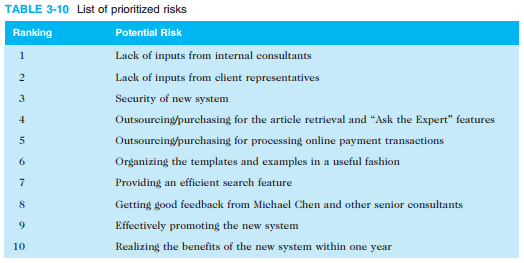 TABLE 3-10 List of prioritized risks
Ranking Potential Risk
1 Lack of inputs from internal consultants
2 Lack of inputs from client representatives
3 Security of new system
4 Outsourcing/purchasing for the article retrieval and “Ask the Expert” features
5 Outsourcing/purchasing for processing online payment transactions
6 Organizing the templates and examples in a useful fashion
7 Providing an efficient search feature
8 Getting good feedback from Michael Chen and other senior consultants
9 Effectively promoting the new system
10 Realizing the benefits of the new system within one year